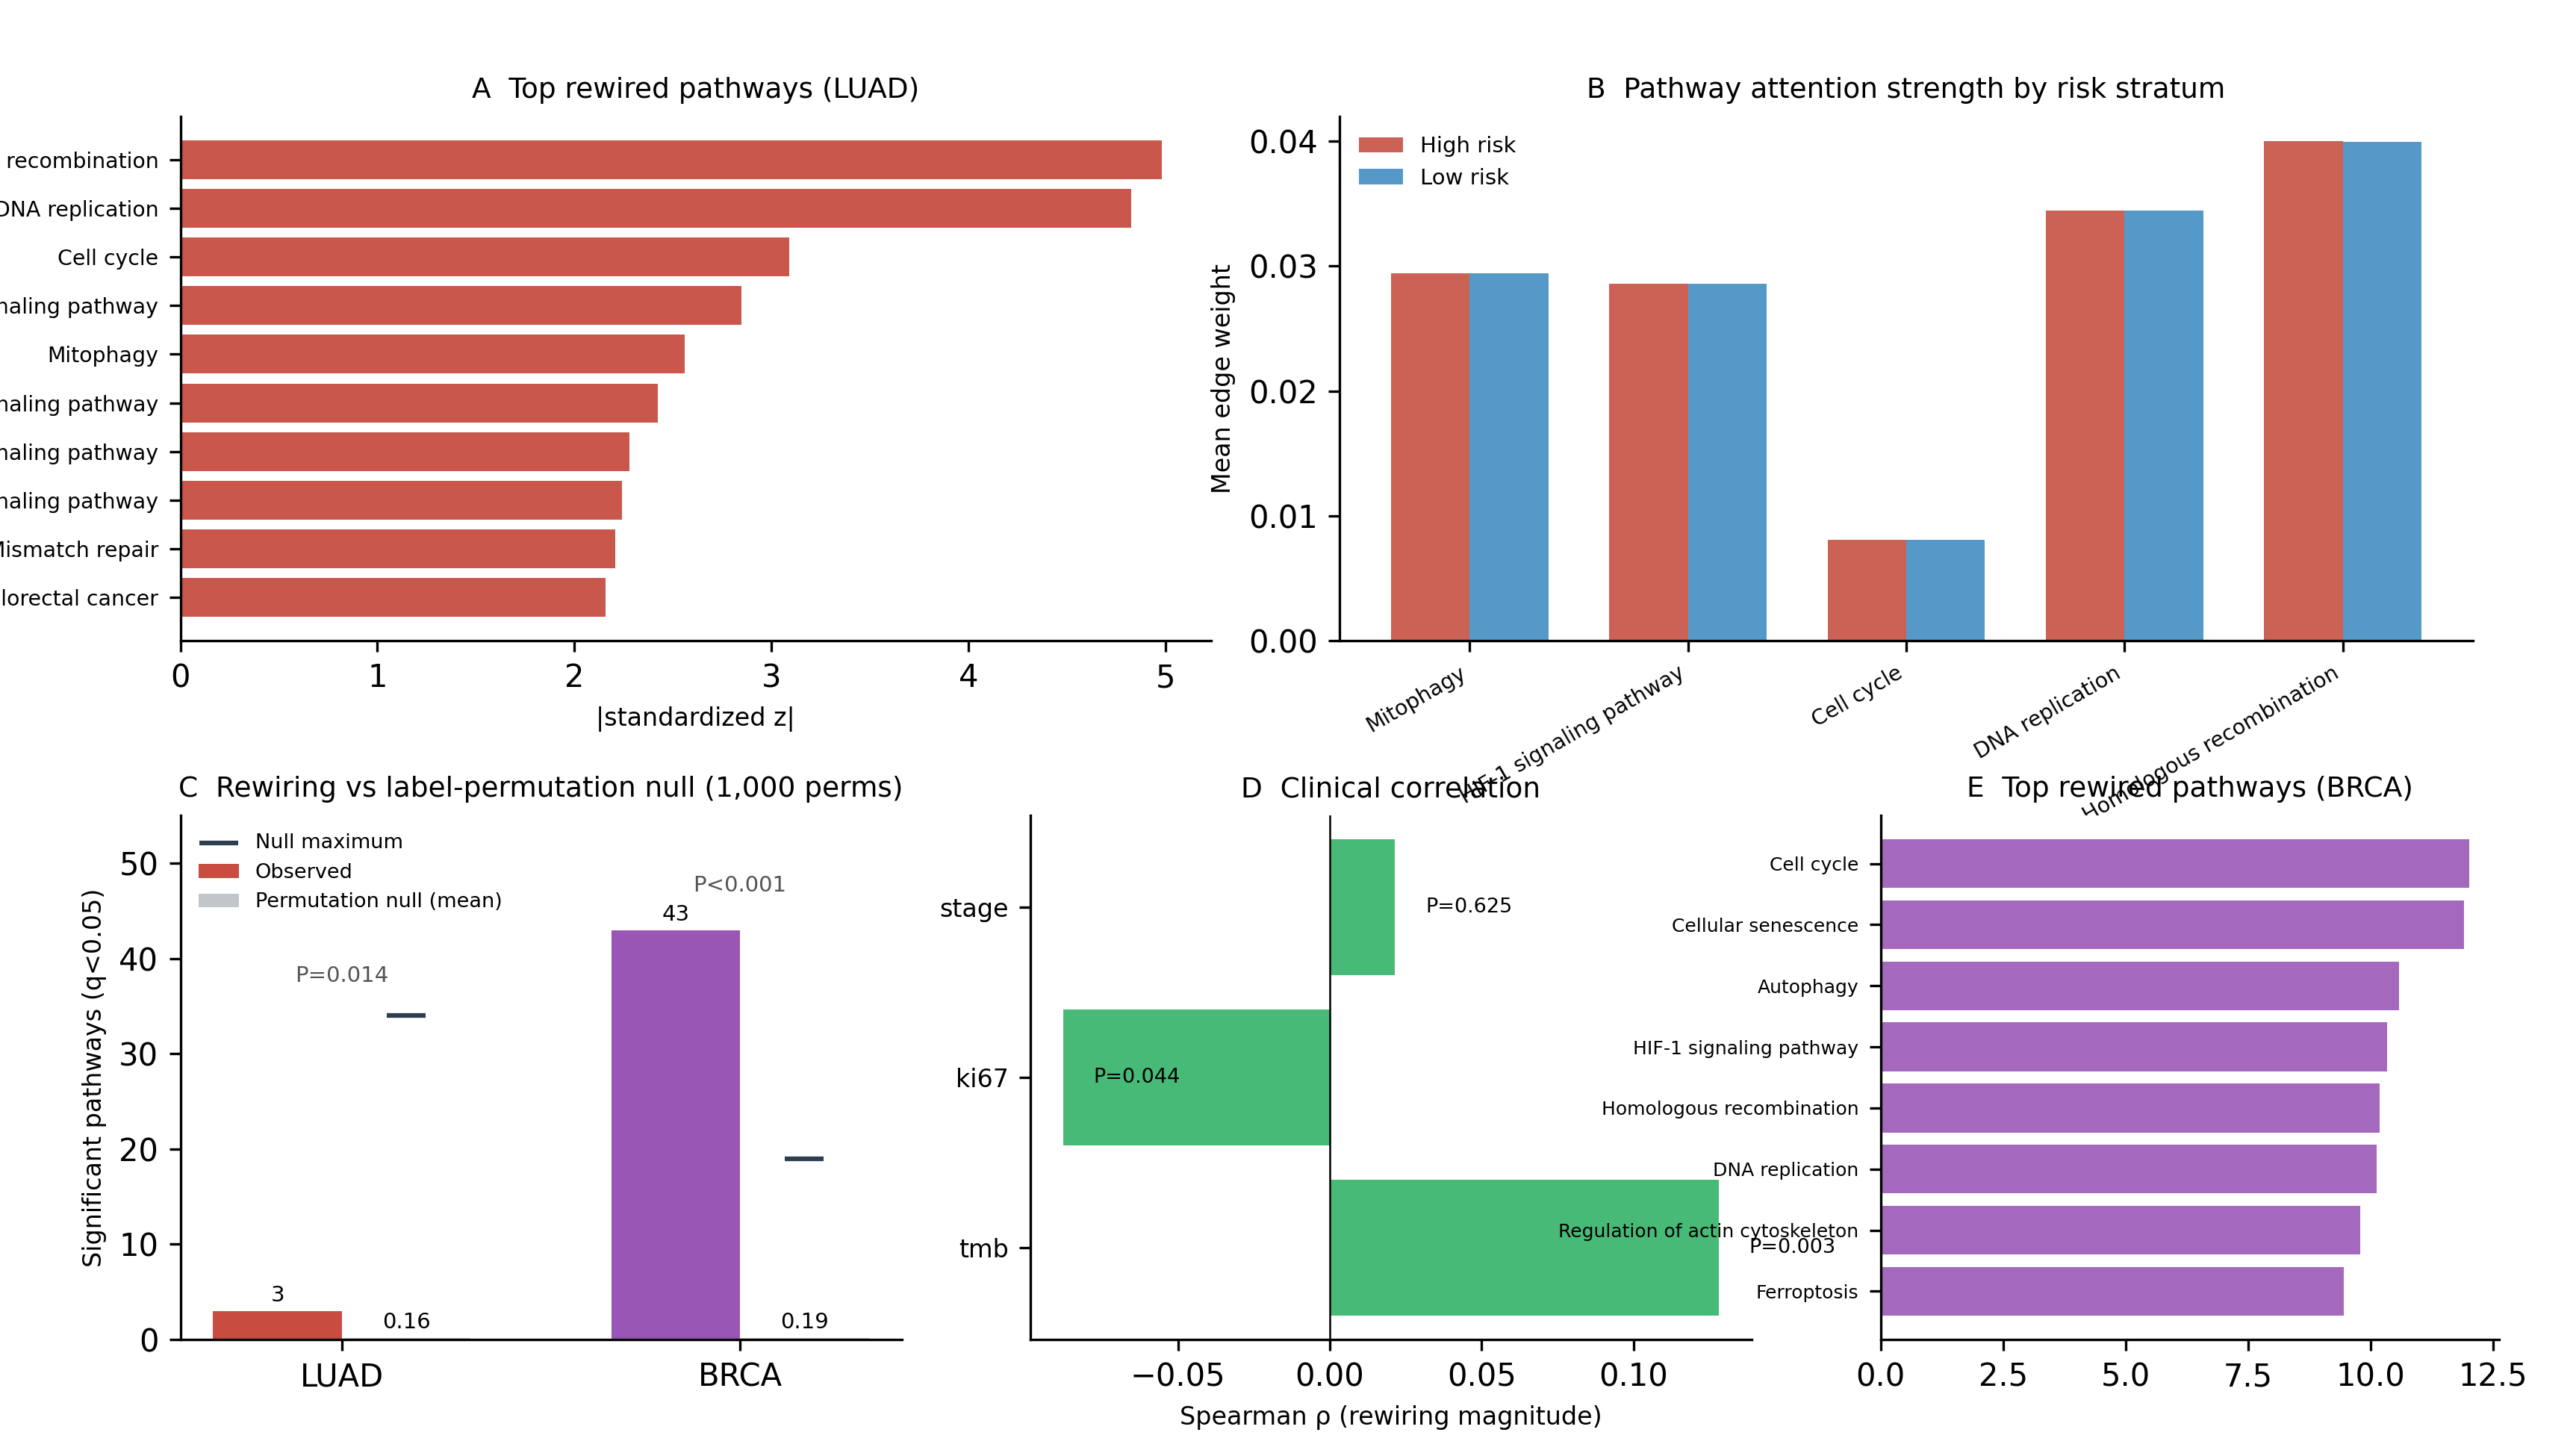 A Top rewired pathways (LUAD)
recombination
DNA replication
Cell cycle
naling pathway
Mitophagy
naling pathway
naling pathway
naling pathway
Mismatch repair
lorectal cancer
0 1 2 3 4 5
|standardized z|
B Pathway attention strength by risk stratum
High risk
Low risk
Mean edge weight
0.04
0.03
0.02
0.01
0.00
Mitophagy
HIF-1 signaling pathway
Cell cycle
DNA replication
Homologous recombination
C Rewiring vs label-permutation null (1,000 perms)
Null maximum
Observed
Permutation null (mean)
Significant pathways (q<0.05)
50
40
30
20
10
0
P=0.014
P<0.001
43
3
0.16
0.19
LUAD BRCA
D Clinical correlation
stage
ki67
tmb
P=0.625
P=0.044
P=0.003
−0.05 0.00 0.05 0.10
Spearman ρ (rewiring magnitude)
E Top rewired pathways (BRCA)
Cell cycle
Cellular senescence
Autophagy
HIF-1 signaling pathway
Homologous recombination
DNA replication
Regulation of actin cytoskeleton
Ferroptosis
0.0 2.5 5.0 7.5 10.0 12.5